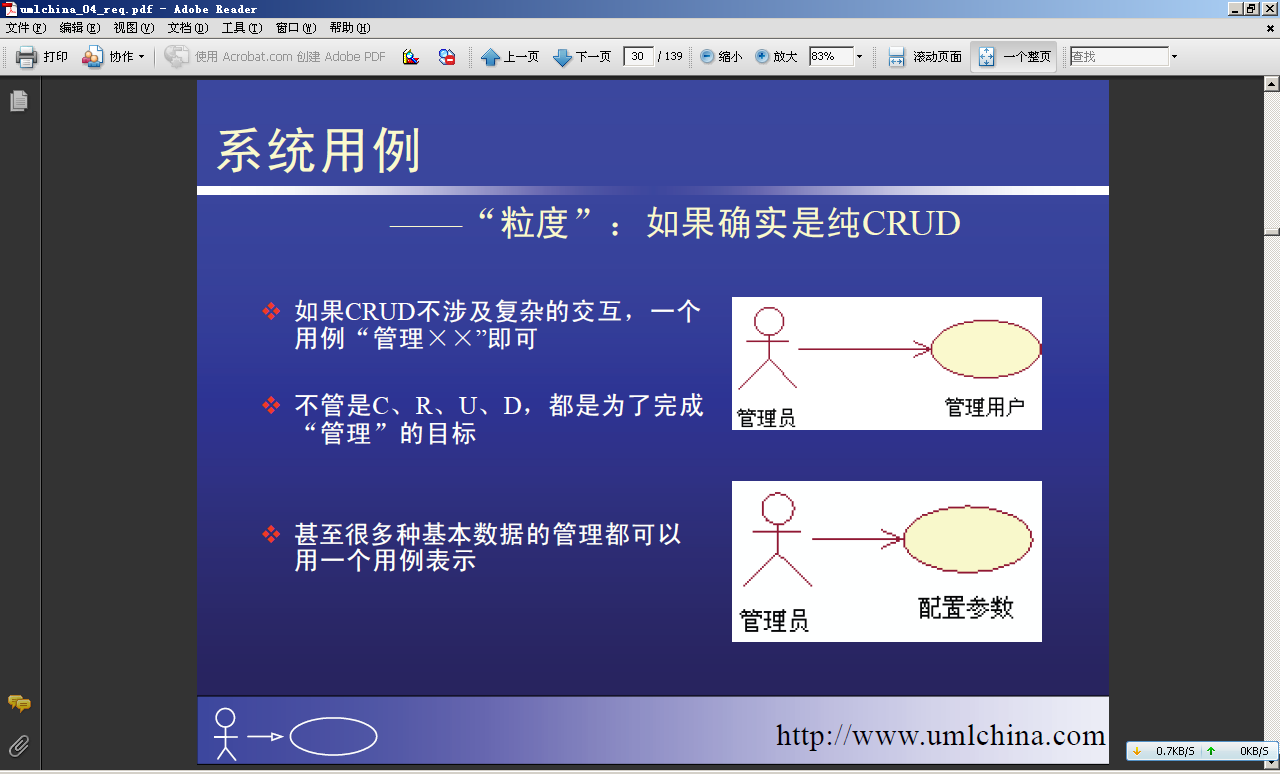 umlchina_04_req.pdf - Adobe Reader
文件(F) 编辑(E) 视图(V) 文档(D) 工具(T) 窗口(W) 帮助(H)
打印 协作 使用 Acrobat.com 创建 Adobe PDF 上一页 下一页 30 / 139 缩小 放大 83% 滚动页面 一个整页 查找
系统用例
——“粒度”：如果确实是纯CRUD
如果CRUD不涉及复杂的交互，一个
用例“管理××”即可
不管是C、R、U、D，都是为了完成
“管理”的目标
甚至很多种基本数据的管理都可以
用一个用例表示
管理员
管理用户
管理员
配置参数
http://www.umlchina.com
0.7KB/S 0KB/S